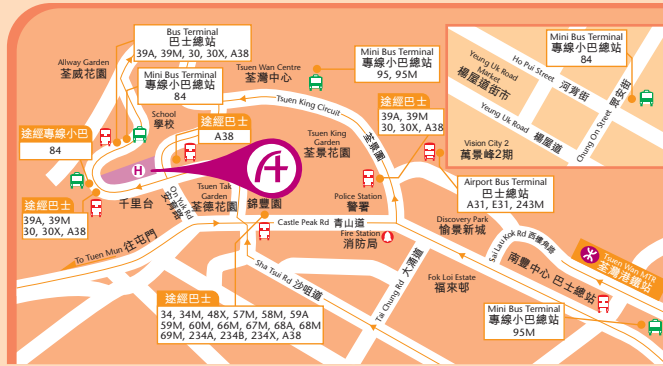 Bus Terminal
巴士總站
39A, 39M, 30, 30X, A38
Allway Garden
荃威花園
Mini Bus Terminal
專線小巴總站
84
School
學校
途經專線小巴
84
途經巴士
A38
途經巴士
39A, 39M
30, 30X, A38
H
千里台
On Yuk Rd
安育路
Tsuen Wan Centre
荃灣中心
Mini Bus Terminal
專線小巴總站
95, 95M
Tsuen King Circuit
荃景圍
Tsuen King
Garden
荃景花園
途經巴士
39A, 39M
30, 30X, A38
Tsuen Tak
Garden
荃德花園
錦豐園
Police Station
警署
Castle Peak Rd 青山道
Fire Station
消防局
To Tuen Mun 往屯門
Sha Tsui Rd 沙咀道
Tai Chung Rd 大涌道
途經巴士
34, 34M, 48X, 57M, 58M, 59A
59M, 60M, 66M, 67M, 68A, 68M
69M, 234A, 234B, 234X, A38
Airport Bus Terminal
巴士總站
A31, E31, 243M
Discovery Park
愉景新城
Sai Lau Kok Rd 西樓角路
Fok Loi Estate
福來邨
Tsuen Wan MTR
荃灣港鐵站
南豐中心 巴士總站
Mini Bus Terminal
專線小巴總站
95M
Yeung Uk Road
Market
楊屋道街市
Ho Pui Street 河背街
Mini Bus Terminal
專線小巴總站
84
Yeung Uk Road 楊屋道
Chung On Street 眾安街
Vision City 2
萬景峰2期